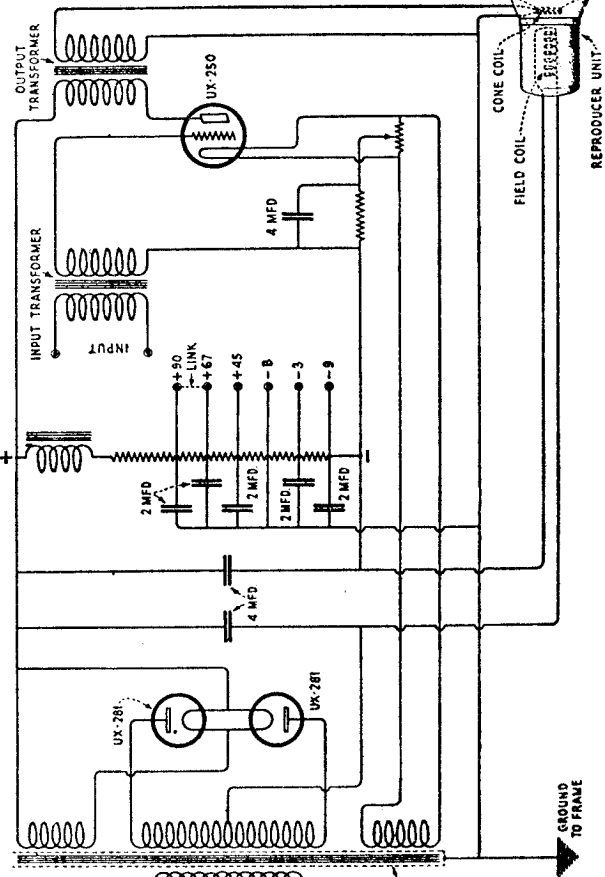 OUTPUT
TRANSFORMER
UX-250
CONE COIL
FIELD COIL
REPRODUCER UNIT
4 MFD
INPUT TRANSFORMER
INPUT
+90
LINK
+67
+45
-B
-3
-9
+
-
2 MFD
2 MFD.
2 MFD.
2 MFD
4 MFD
UX-281
UX-281
GROUND
TO FRAME